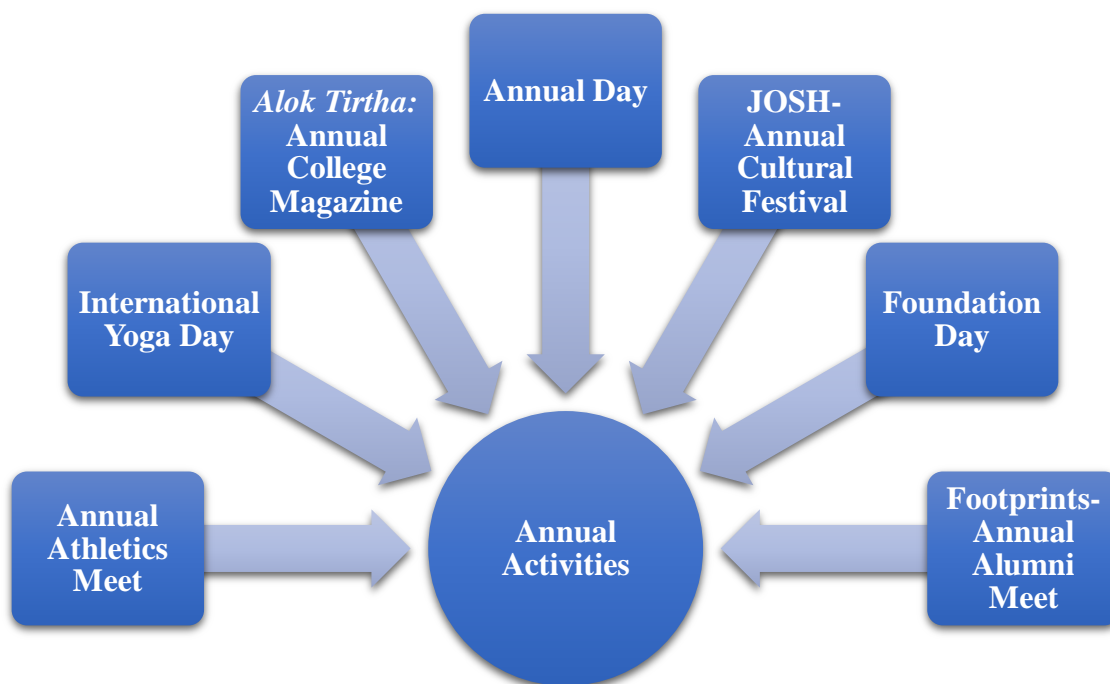 Annual Day
Alok Tirtha:
Annual
College
Magazine
JOSH-
Annual
Cultural
Festival
International
Yoga Day
Foundation
Day
Annual
Athletics
Meet
Annual
Activities
Footprints-
Annual
Alumni
Meet